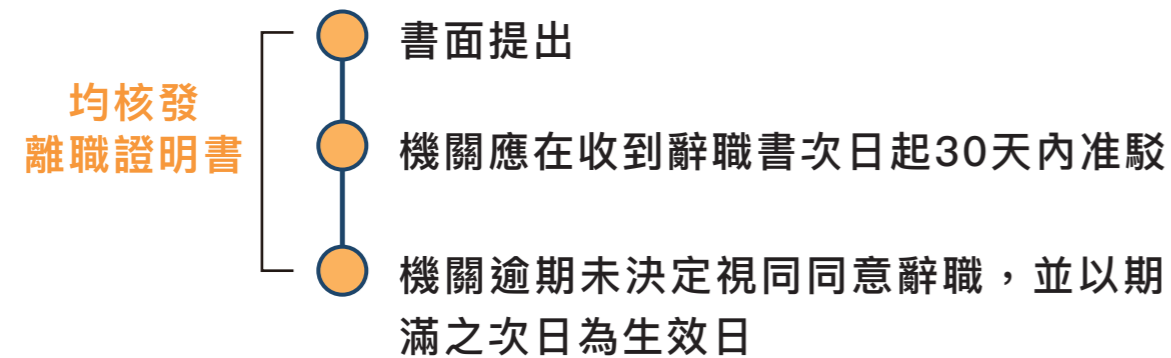 均核發
離職證明書
書面提出
機關應在收到辭職書次日起30天內准駁
機關逾期未決定視同同意辭職，並以期
滿之次日為生效日